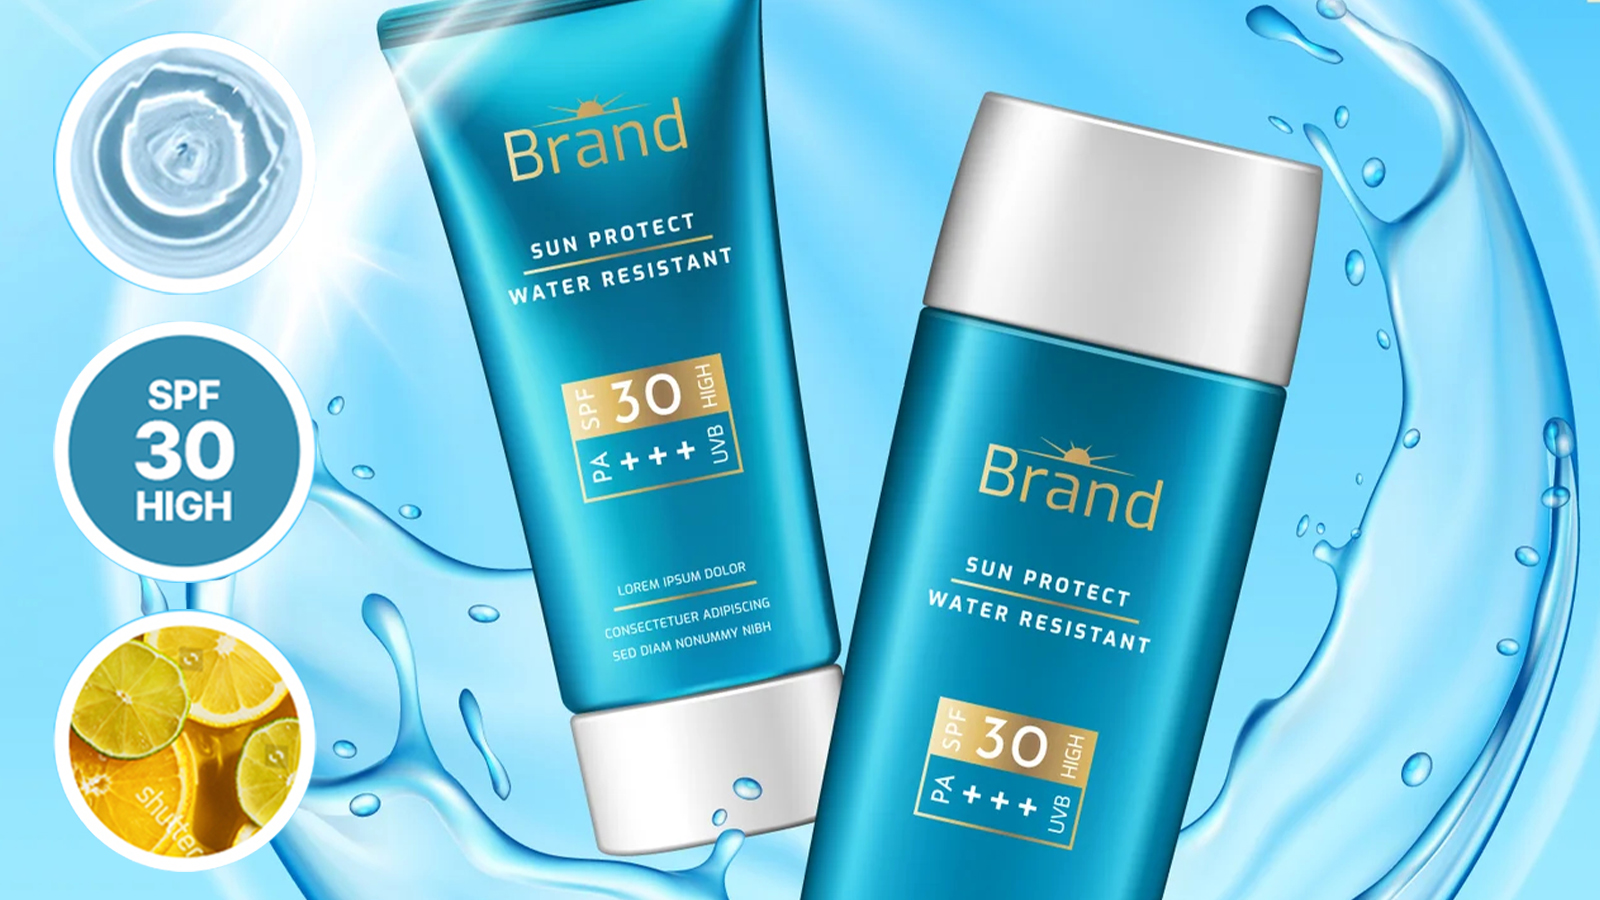 SPF
30
HIGH
Brand
SUN PROTECT
WATER RESISTANT
SPF 30 HIGH
PA +++ UVB
LOREM IPSUM DOLOR
CONSECTETUER ADIPISCING
SED DIAM NONUMMY NIBH
Brand
SUN PROTECT
WATER RESISTANT
SPF 30 HIGH
PA +++ UVB